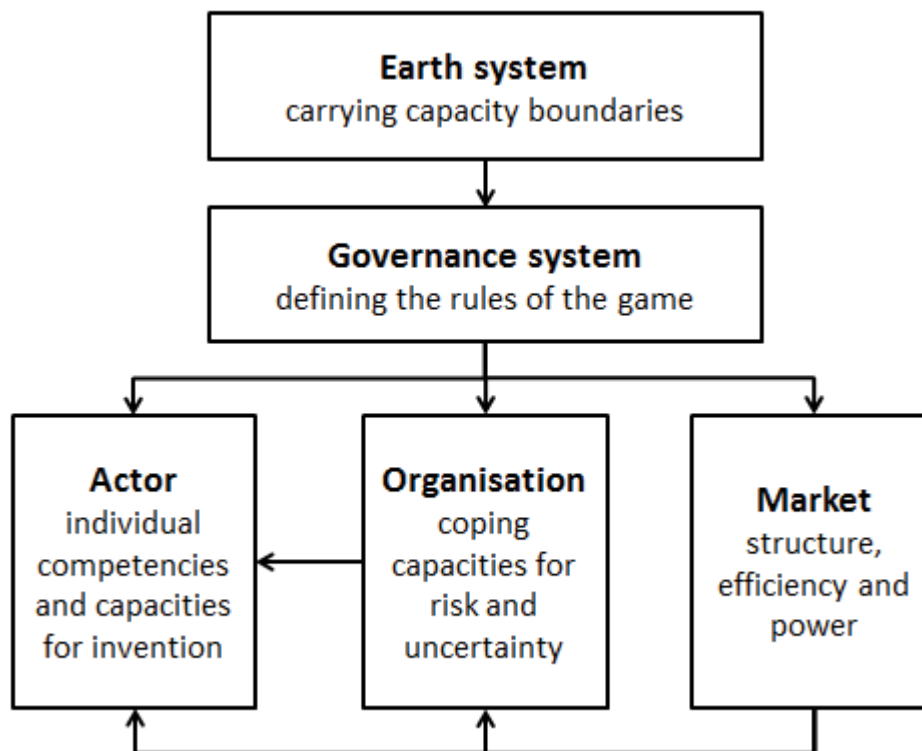 Earth system
carrying capacity boundaries
Governance system
defining the rules of the game
Actor
individual
competencies
and capacities
for invention
Organisation
coping
capacities for
risk and
uncertainty
Market
structure,
efficiency and
power